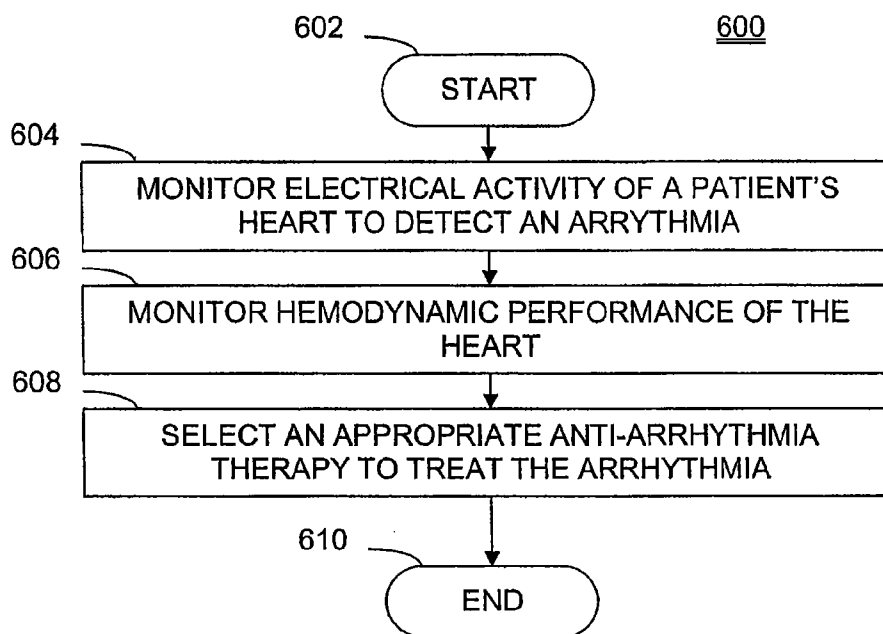 602
600
START
604
MONITOR ELECTRICAL ACTIVITY OF A PATIENT'S
HEART TO DETECT AN ARRYTHMIA
606
MONITOR HEMODYNAMIC PERFORMANCE OF THE
HEART
608
SELECT AN APPROPRIATE ANTI-ARRHYTHMIA
THERAPY TO TREAT THE ARRHYTHMIA
610
END